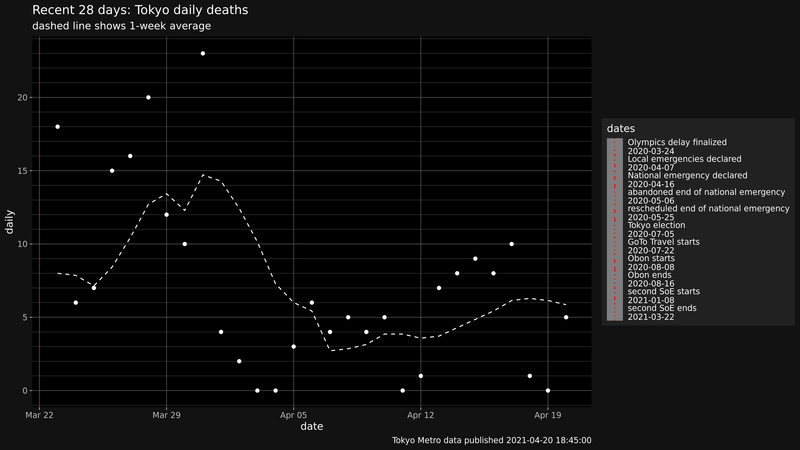 Recent 28 days: Tokyo daily deaths
dashed line shows 1-week average
daily
20
15
10
5
0
Mar 22
Mar 29
Apr 05
Apr 12
Apr 19
date
Tokyo Metro data published 2021-04-20 18:45:00
dates
Olympics delay finalized
2020-03-24
Local emergencies declared
2020-04-07
National emergency declared
2020-04-16
abandoned end of national emergency
2020-05-06
rescheduled end of national emergency
2020-05-25
Tokyo election
2020-07-05
GoTo Travel starts
2020-07-22
Obon starts
2020-08-08
Obon ends
2020-08-16
second SoE starts
2021-01-08
second SoE ends
2021-03-22